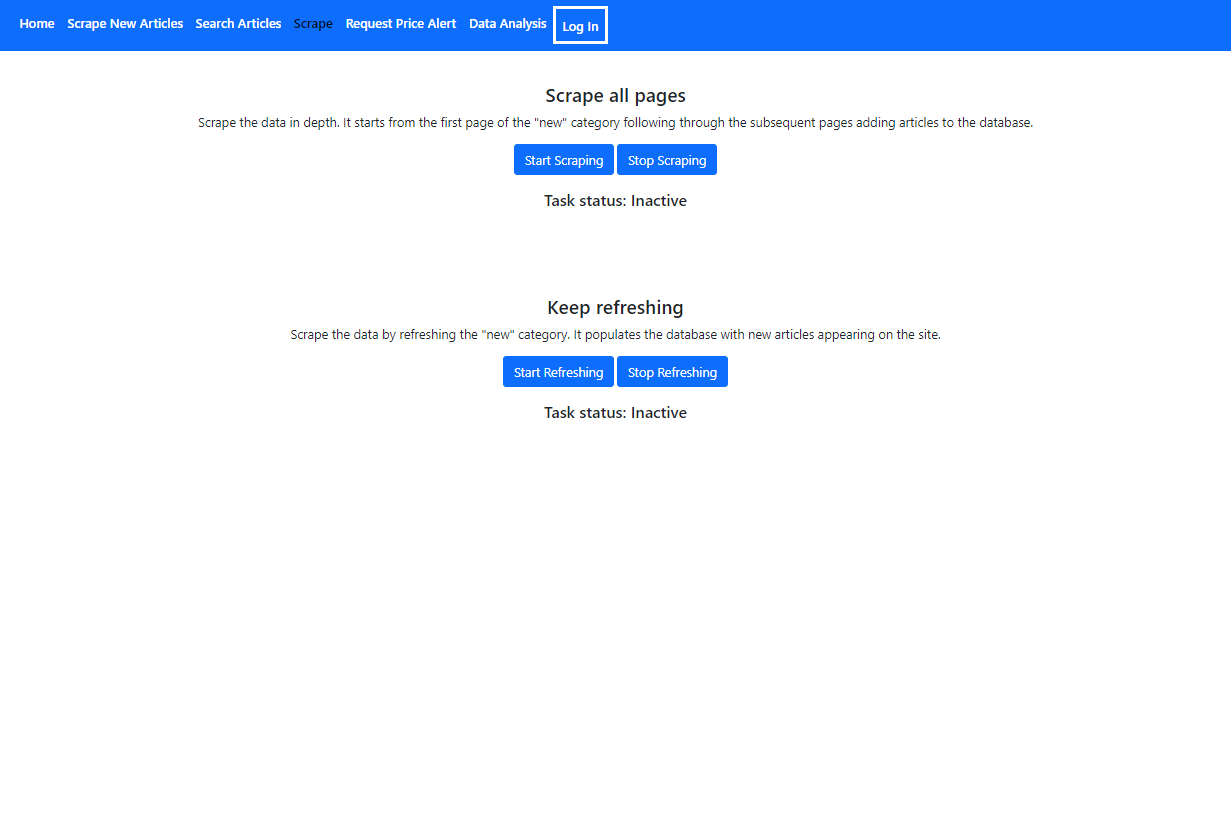 Home Scrape New Articles Search Articles Scrape Request Price Alert Data Analysis Log In
Scrape all pages
Scrape the data in depth. It starts from the first page of the "new" category following through the subsequent pages adding articles to the database.
Start Scraping Stop Scraping
Task status: Inactive
Keep refreshing
Scrape the data by refreshing the "new" category. It populates the database with new articles appearing on the site.
Start Refreshing Stop Refreshing
Task status: Inactive